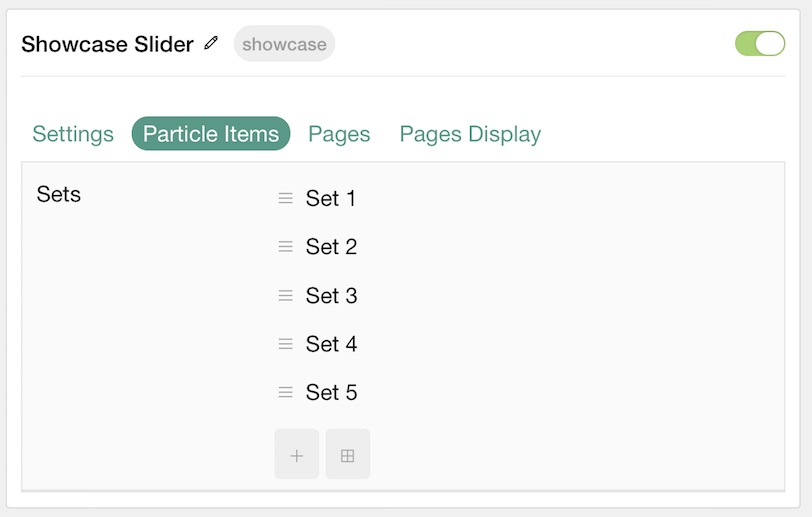 Showcase Slider showcase
Settings Particle Items Pages Pages Display
Sets
Set 1
Set 2
Set 3
Set 4
Set 5